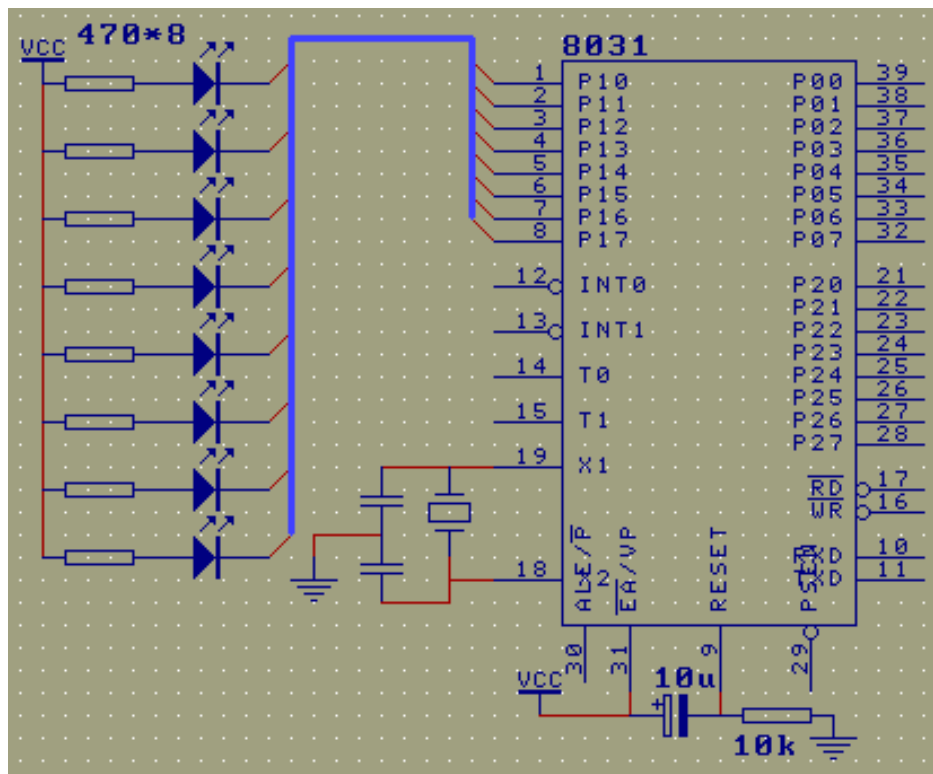 470*8
VCC
8031
1 P10 P00 39
2 P11 P01 38
3 P12 P02 37
4 P13 P03 36
5 P14 P04 35
6 P15 P05 34
7 P16 P06 33
8 P17 P07 32
12 INT0 P20 21
P21 22
13 INT1 P22 23
P23 24
14 T0 P24 25
P25 26
15 T1 P26 27
P27 28
19 X1
RD 17
WR 16
RXD 10
18 X2 TXD 11
ALE/P
EA/VP
RESET
PSEN
30
31
9
29
VCC
10u
+
10k